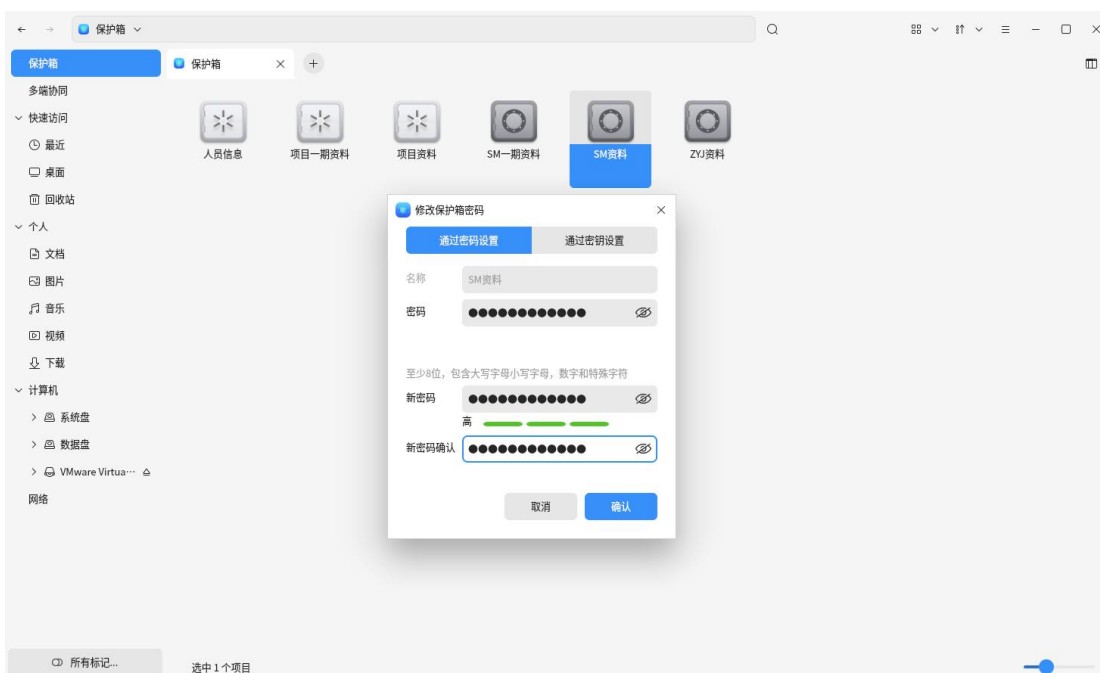 保护箱
保护箱
保护箱
多端协同
快速访问
最近
桌面
回收站
个人
文档
图片
音乐
视频
下载
计算机
系统盘
数据盘
VMware Virtua···
网络
所有标记...
人员信息
项目一期资料
项目资料
SM一期资料
SM资料
ZYJ资料
修改保护箱密码
通过密码设置
通过密钥设置
名称
SM资料
密码
●●●●●●●●●●●●
至少8位，包含大写字母小写字母，数字和特殊字符
新密码
●●●●●●●●●●●●
高
新密码确认
●●●●●●●●●●●●
取消
确认
选中 1 个项目